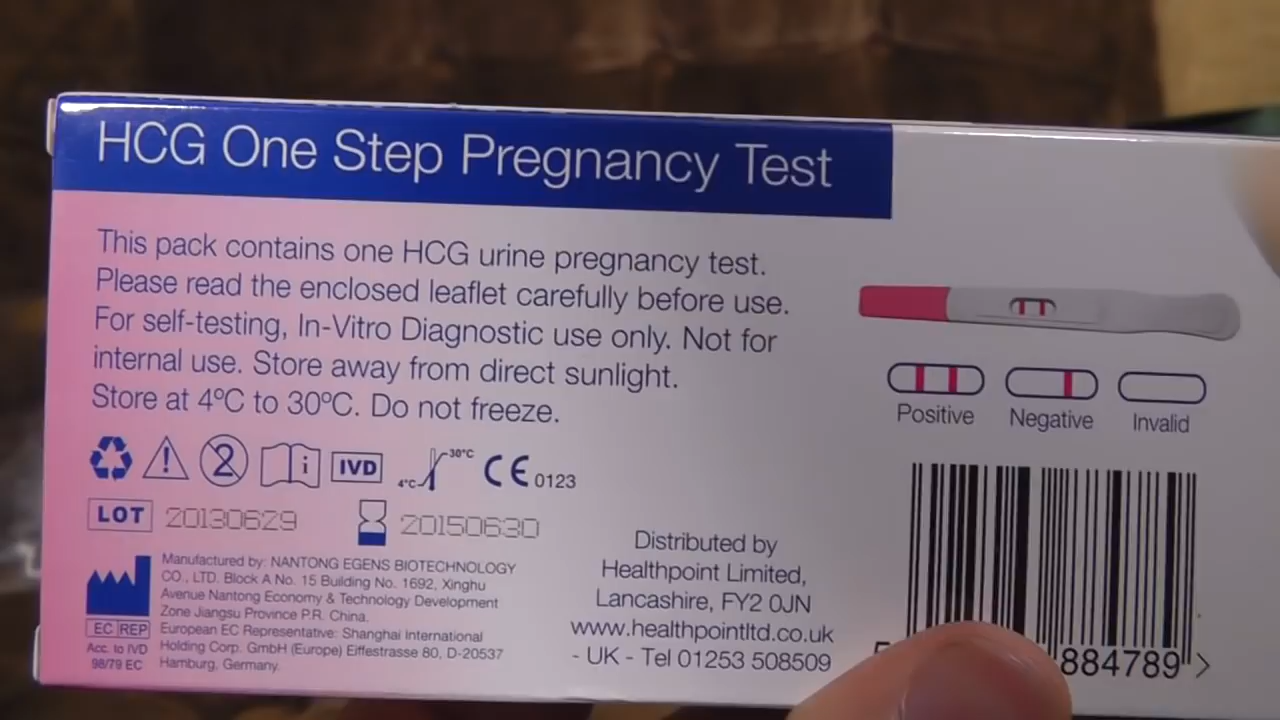 HCG One Step Pregnancy Test
This pack contains one HCG urine pregnancy test.
Please read the enclosed leaflet carefully before use.
For self-testing, In-Vitro Diagnostic use only. Not for
internal use. Store away from direct sunlight.
Store at 4ºC to 30ºC. Do not freeze.
Positive Negative Invalid
2 i IVD 4ºC 30ºC CE 0123
LOT 20130629 20150630
Manufactured by: NANTONG EGENS BIOTECHNOLOGY
CO., LTD. Block A No. 15 Building No. 1692, Xinghu
Avenue Nantong Economy & Technology Development
Zone Jiangsu Province P.R. China.
EC REP
Acc. to IVD
98/79 EC
European EC Representative: Shanghai International
Holding Corp. GmbH (Europe) Eiffestrasse 80, D-20537
Hamburg, Germany.
Distributed by
Healthpoint Limited,
Lancashire, FY2 0JN
www.healthpointltd.co.uk
- UK - Tel 01253 508509
884789 >